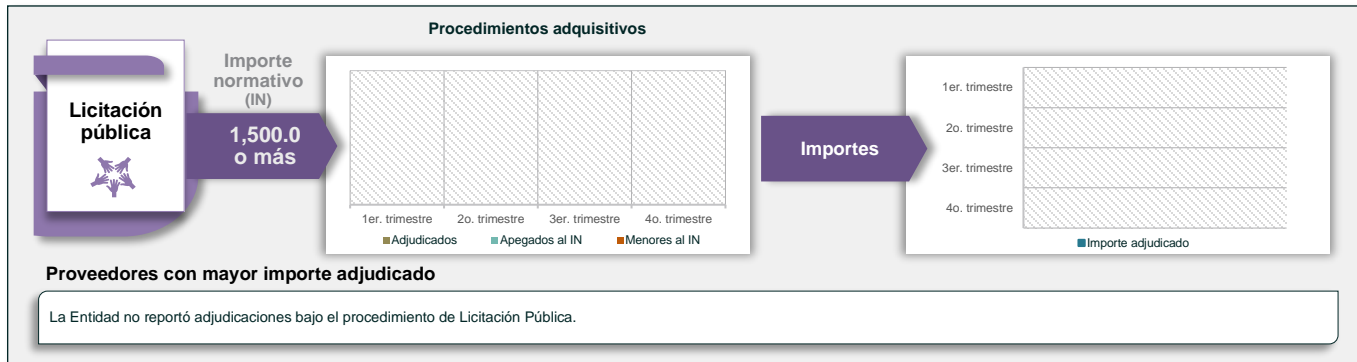 Procedimientos adquisitivos
Licitación
pública
Importe
normativo
(IN)
1,500.0
o más
1er. trimestre 2o. trimestre 3er. trimestre 4o. trimestre
Adjudicados Apegados al IN Menores al IN
Importes
1er. trimestre
2o. trimestre
3er. trimestre
4o. trimestre
Importe adjudicado
Proveedores con mayor importe adjudicado
La Entidad no reportó adjudicaciones bajo el procedimiento de Licitación Pública.